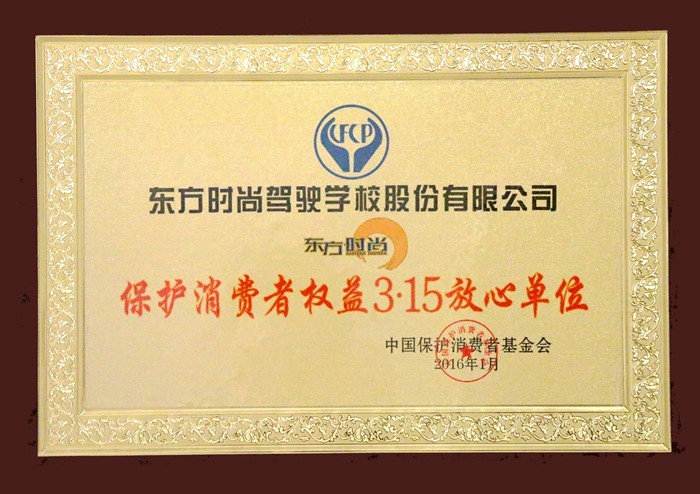 CFCP
东方时尚驾驶学校股份有限公司
东方时尚
保护消费者权益3·15放心单位
中国保护消费者基金会
2016年1月